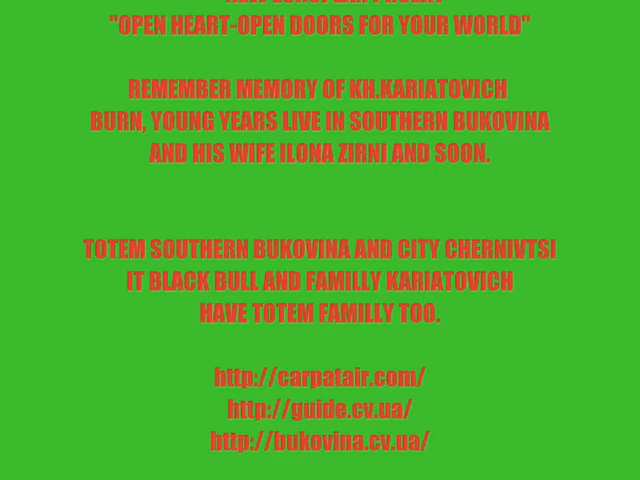 "OPEN HEART-OPEN DOORS FOR YOUR WORLD"
REMEMBER MEMORY OF KH.KARIATOVICH
BURN, YOUNG YEARS LIVE IN SOUTHERN BUKOVINA
AND HIS WIFE ILONA ZIRNI AND SOON.
TOTEM SOUTHERN BUKOVINA AND CITY CHERNIVTSI
IT BLACK BULL AND FAMILLY KARIATOVICH
HAVE TOTEM FAMILLY TOO.
http://carpatair.com/
http://guide.cv.ua/
http://bukovina.cv.ua/